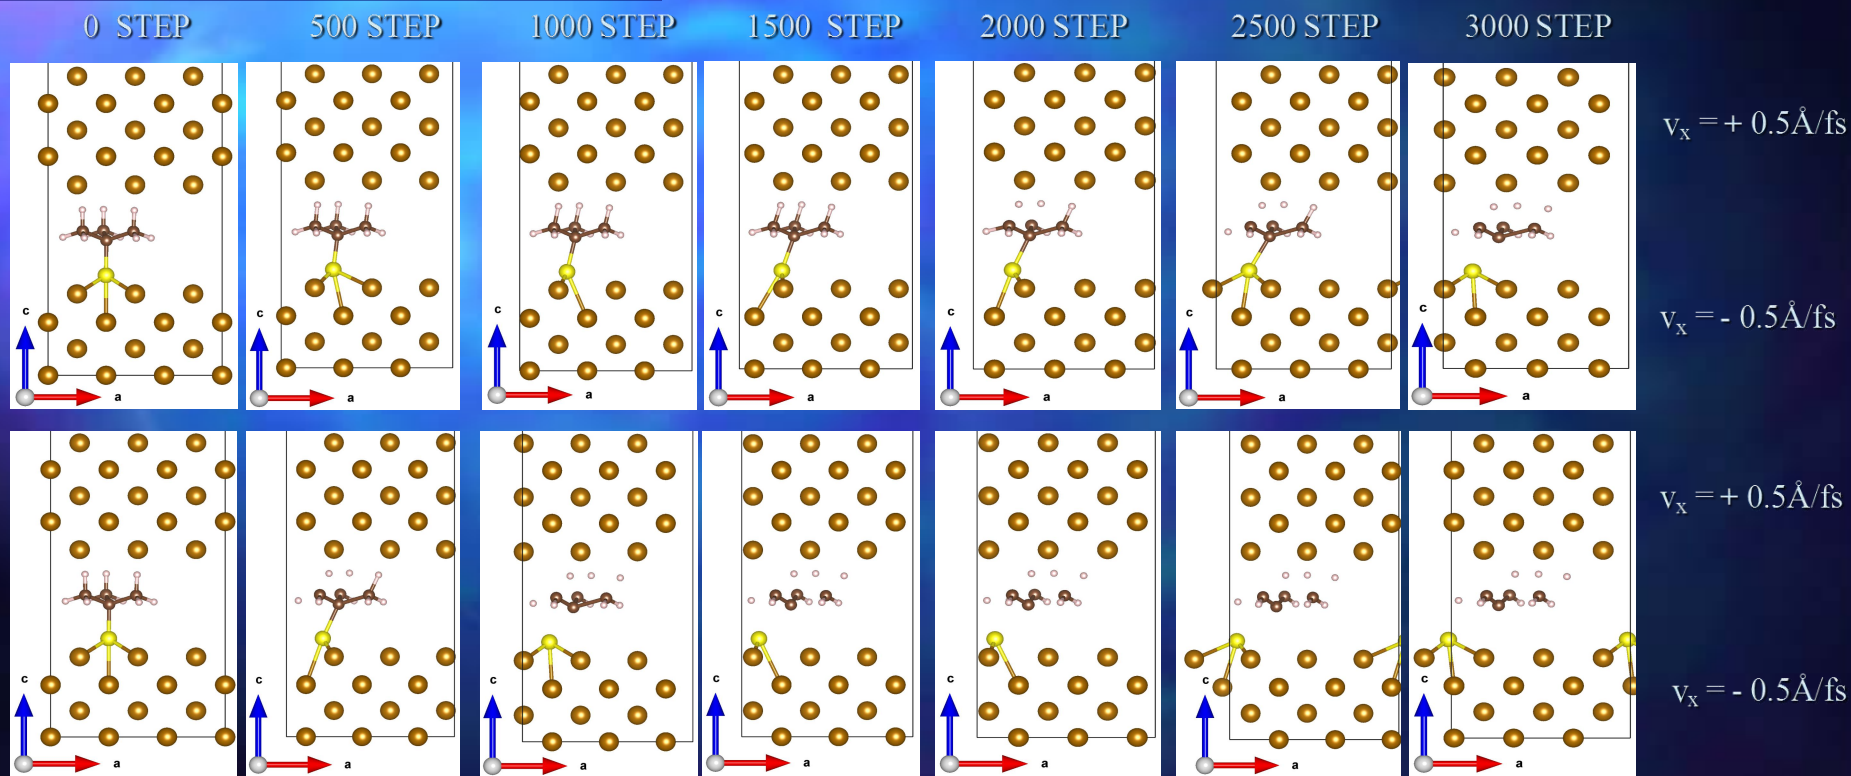 0 STEP
500 STEP
1000 STEP
1500 STEP
2000 STEP
2500 STEP
3000 STEP
vx = + 0.5Å/fs
c
a
c
a
c
a
c
a
c
a
c
a
c
a
vx = - 0.5Å/fs
vx = + 0.5Å/fs
c
a
c
a
c
a
c
a
c
a
c
a
c
a
vx = - 0.5Å/fs